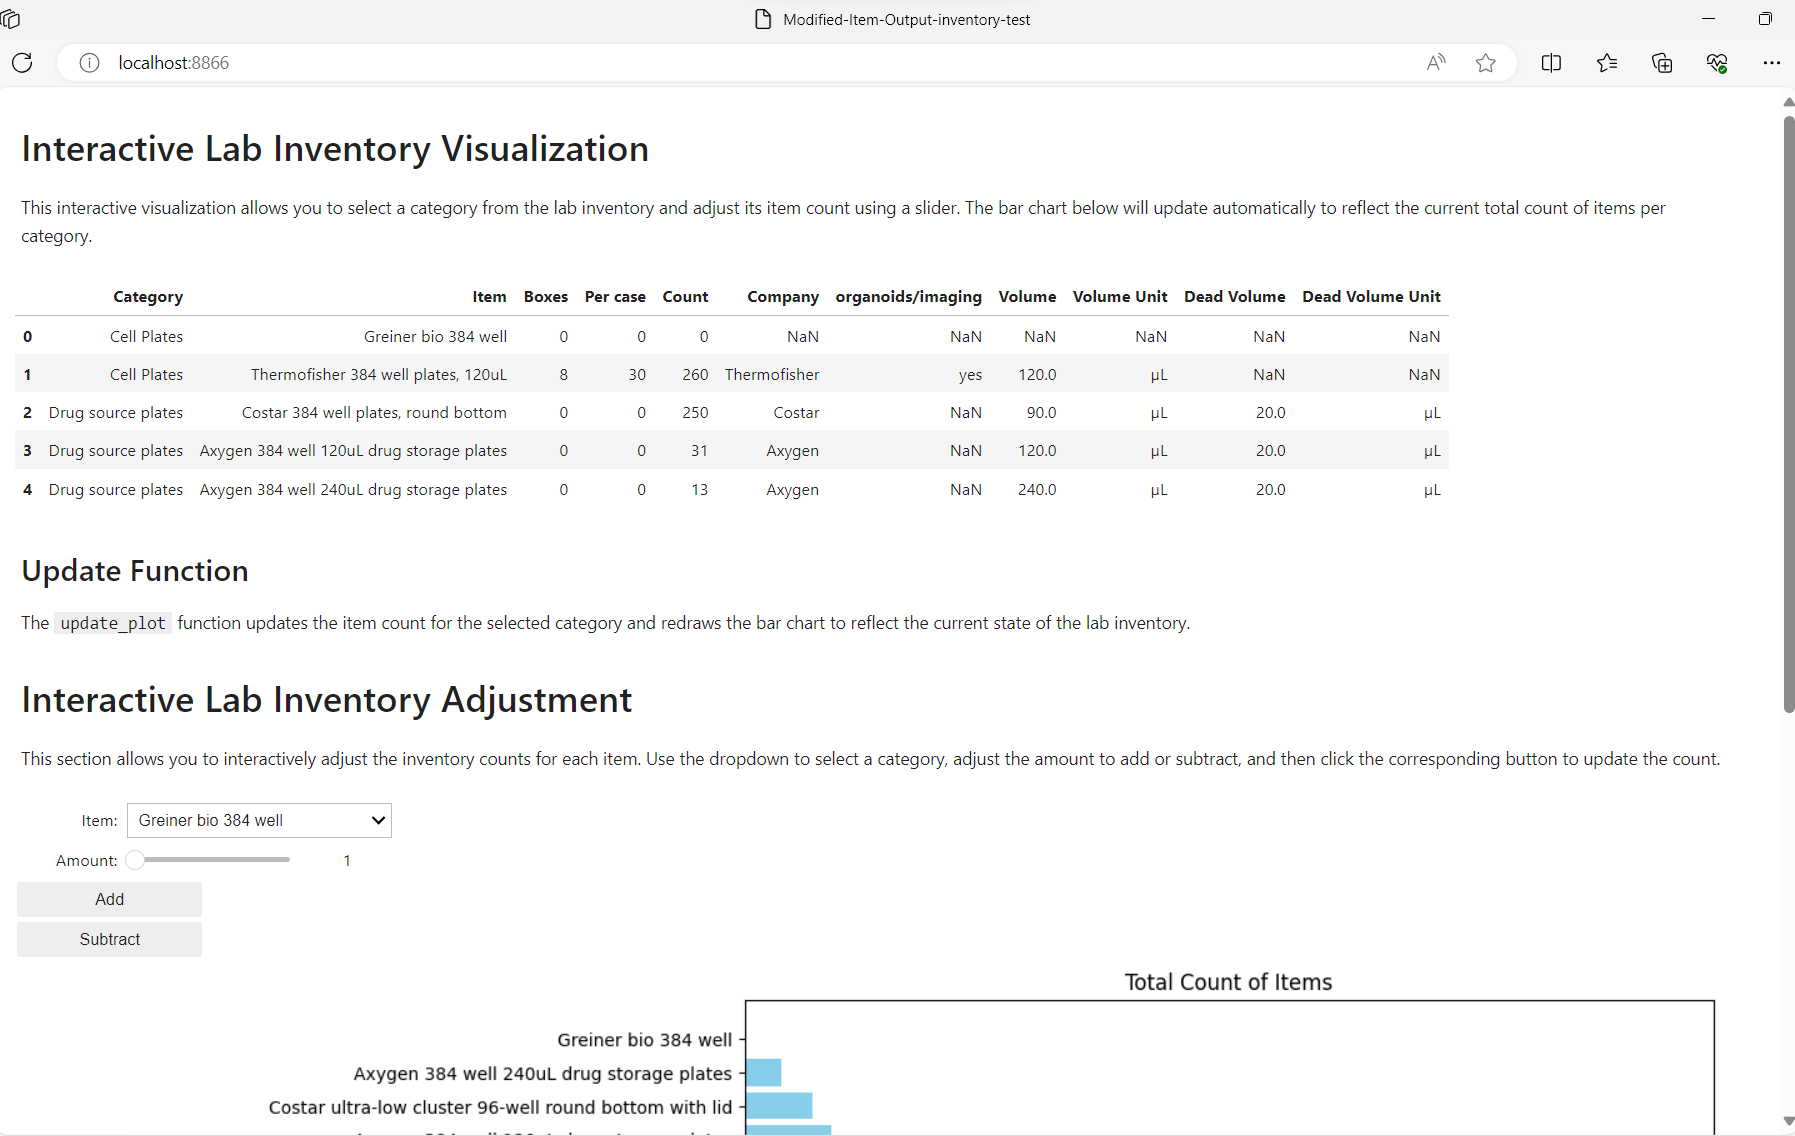 Modified-Item-Output-inventory-test
localhost:8866
Interactive Lab Inventory Visualization
This interactive visualization allows you to select a category from the lab inventory and adjust its item count using a slider. The bar chart below will update automatically to reflect the current total count of items per
category.
Category Item Boxes Per case Count Company organoids/imaging Volume Volume Unit Dead Volume Dead Volume Unit
0 Cell Plates Greiner bio 384 well 0 0 0 NaN NaN NaN NaN NaN NaN
1 Cell Plates Thermofisher 384 well plates, 120uL 8 30 260 Thermofisher yes 120.0 µL NaN NaN
2 Drug source plates Costar 384 well plates, round bottom 0 0 250 Costar NaN 90.0 µL 20.0 µL
3 Drug source plates Axygen 384 well 120uL drug storage plates 0 0 31 Axygen NaN 120.0 µL 20.0 µL
4 Drug source plates Axygen 384 well 240uL drug storage plates 0 0 13 Axygen NaN 240.0 µL 20.0 µL
Update Function
The update_plot function updates the item count for the selected category and redraws the bar chart to reflect the current state of the lab inventory.
Interactive Lab Inventory Adjustment
This section allows you to interactively adjust the inventory counts for each item. Use the dropdown to select a category, adjust the amount to add or subtract, and then click the corresponding button to update the count.
Item: Greiner bio 384 well
Amount: 1
Add
Subtract
Total Count of Items
Greiner bio 384 well
Axygen 384 well 240uL drug storage plates
Costar ultra-low cluster 96-well round bottom with lid